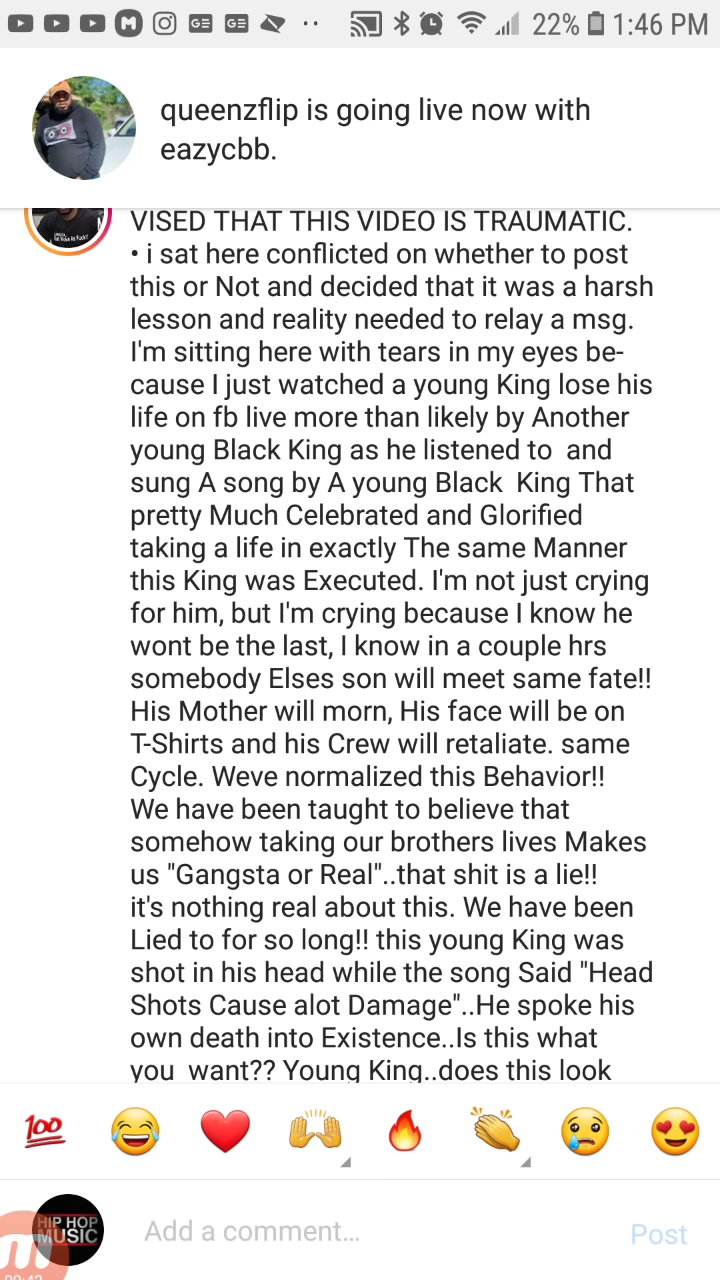 22% 1:46 PM
queenzflip is going live now with
eazycbb.
VISED THAT THIS VIDEO IS TRAUMATIC.
• i sat here conflicted on whether to post
this or Not and decided that it was a harsh
lesson and reality needed to relay a msg.
I'm sitting here with tears in my eyes be-
cause I just watched a young King lose his
life on fb live more than likely by Another
young Black King as he listened to  and
sung A song by A young Black  King That
pretty Much Celebrated and Glorified
taking a life in exactly The same Manner
this King was Executed. I'm not just crying
for him, but I'm crying because I know he
wont be the last, I know in a couple hrs
somebody Elses son will meet same fate!!
His Mother will morn, His face will be on
T-Shirts and his Crew will retaliate. same
Cycle. Weve normalized this Behavior!!
We have been taught to believe that
somehow taking our brothers lives Makes
us "Gangsta or Real"..that shit is a lie!!
it's nothing real about this. We have been
Lied to for so long!! this young King was
shot in his head while the song Said "Head
Shots Cause alot Damage"..He spoke his
own death into Existence..Is this what
you  want?? Young King..does this look
100
HIP HOP
MUSIC
Add a comment...
Post